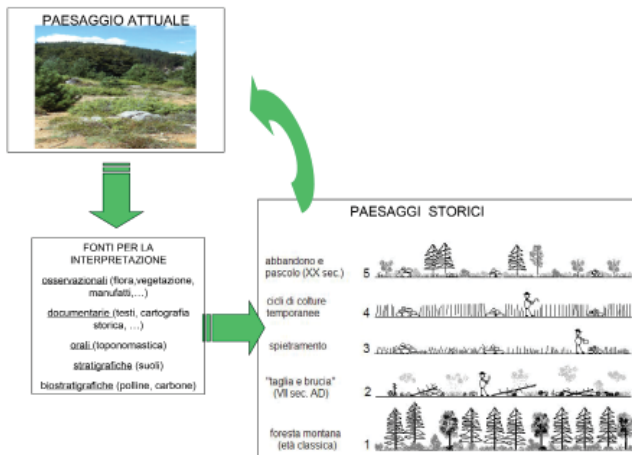 PAESAGGIO ATTUALE
FONTI PER LA
INTERPRETAZIONE
osservazionali (flora,vegetazione,
manufatti,...)
documentarie (testi, cartografia
storica, ...)
orali (toponomastica)
stratigrafiche (suoli)
biostratigrafiche (polline, carbone)
PAESAGGI STORICI
abbandono e
pascolo (XX sec.) 5
cicli di colture
temporanee 4
spietramento 3
"taglia e brucia"
(VII sec. AD) 2
foresta montana
(età classica) 1